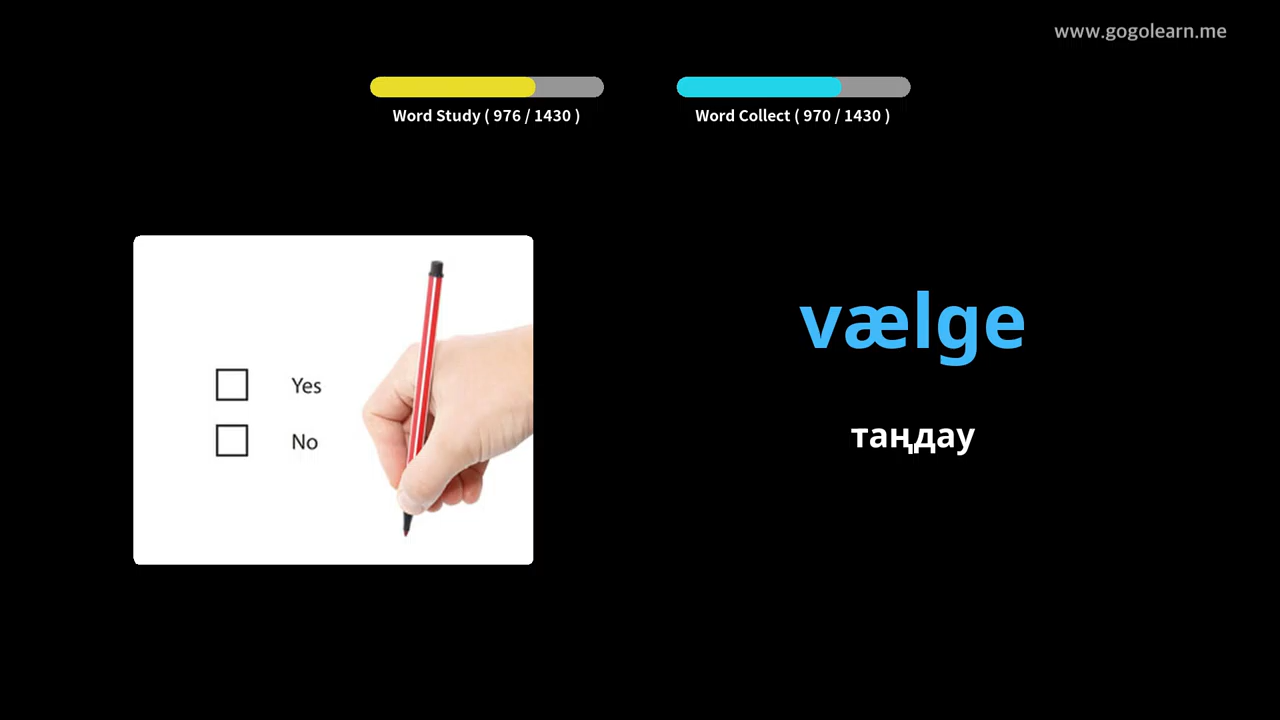 www.gogolearn.me
Word Study ( 976 / 1430 )
Word Collect ( 970 / 1430 )
Yes
No
vælge
таңдау